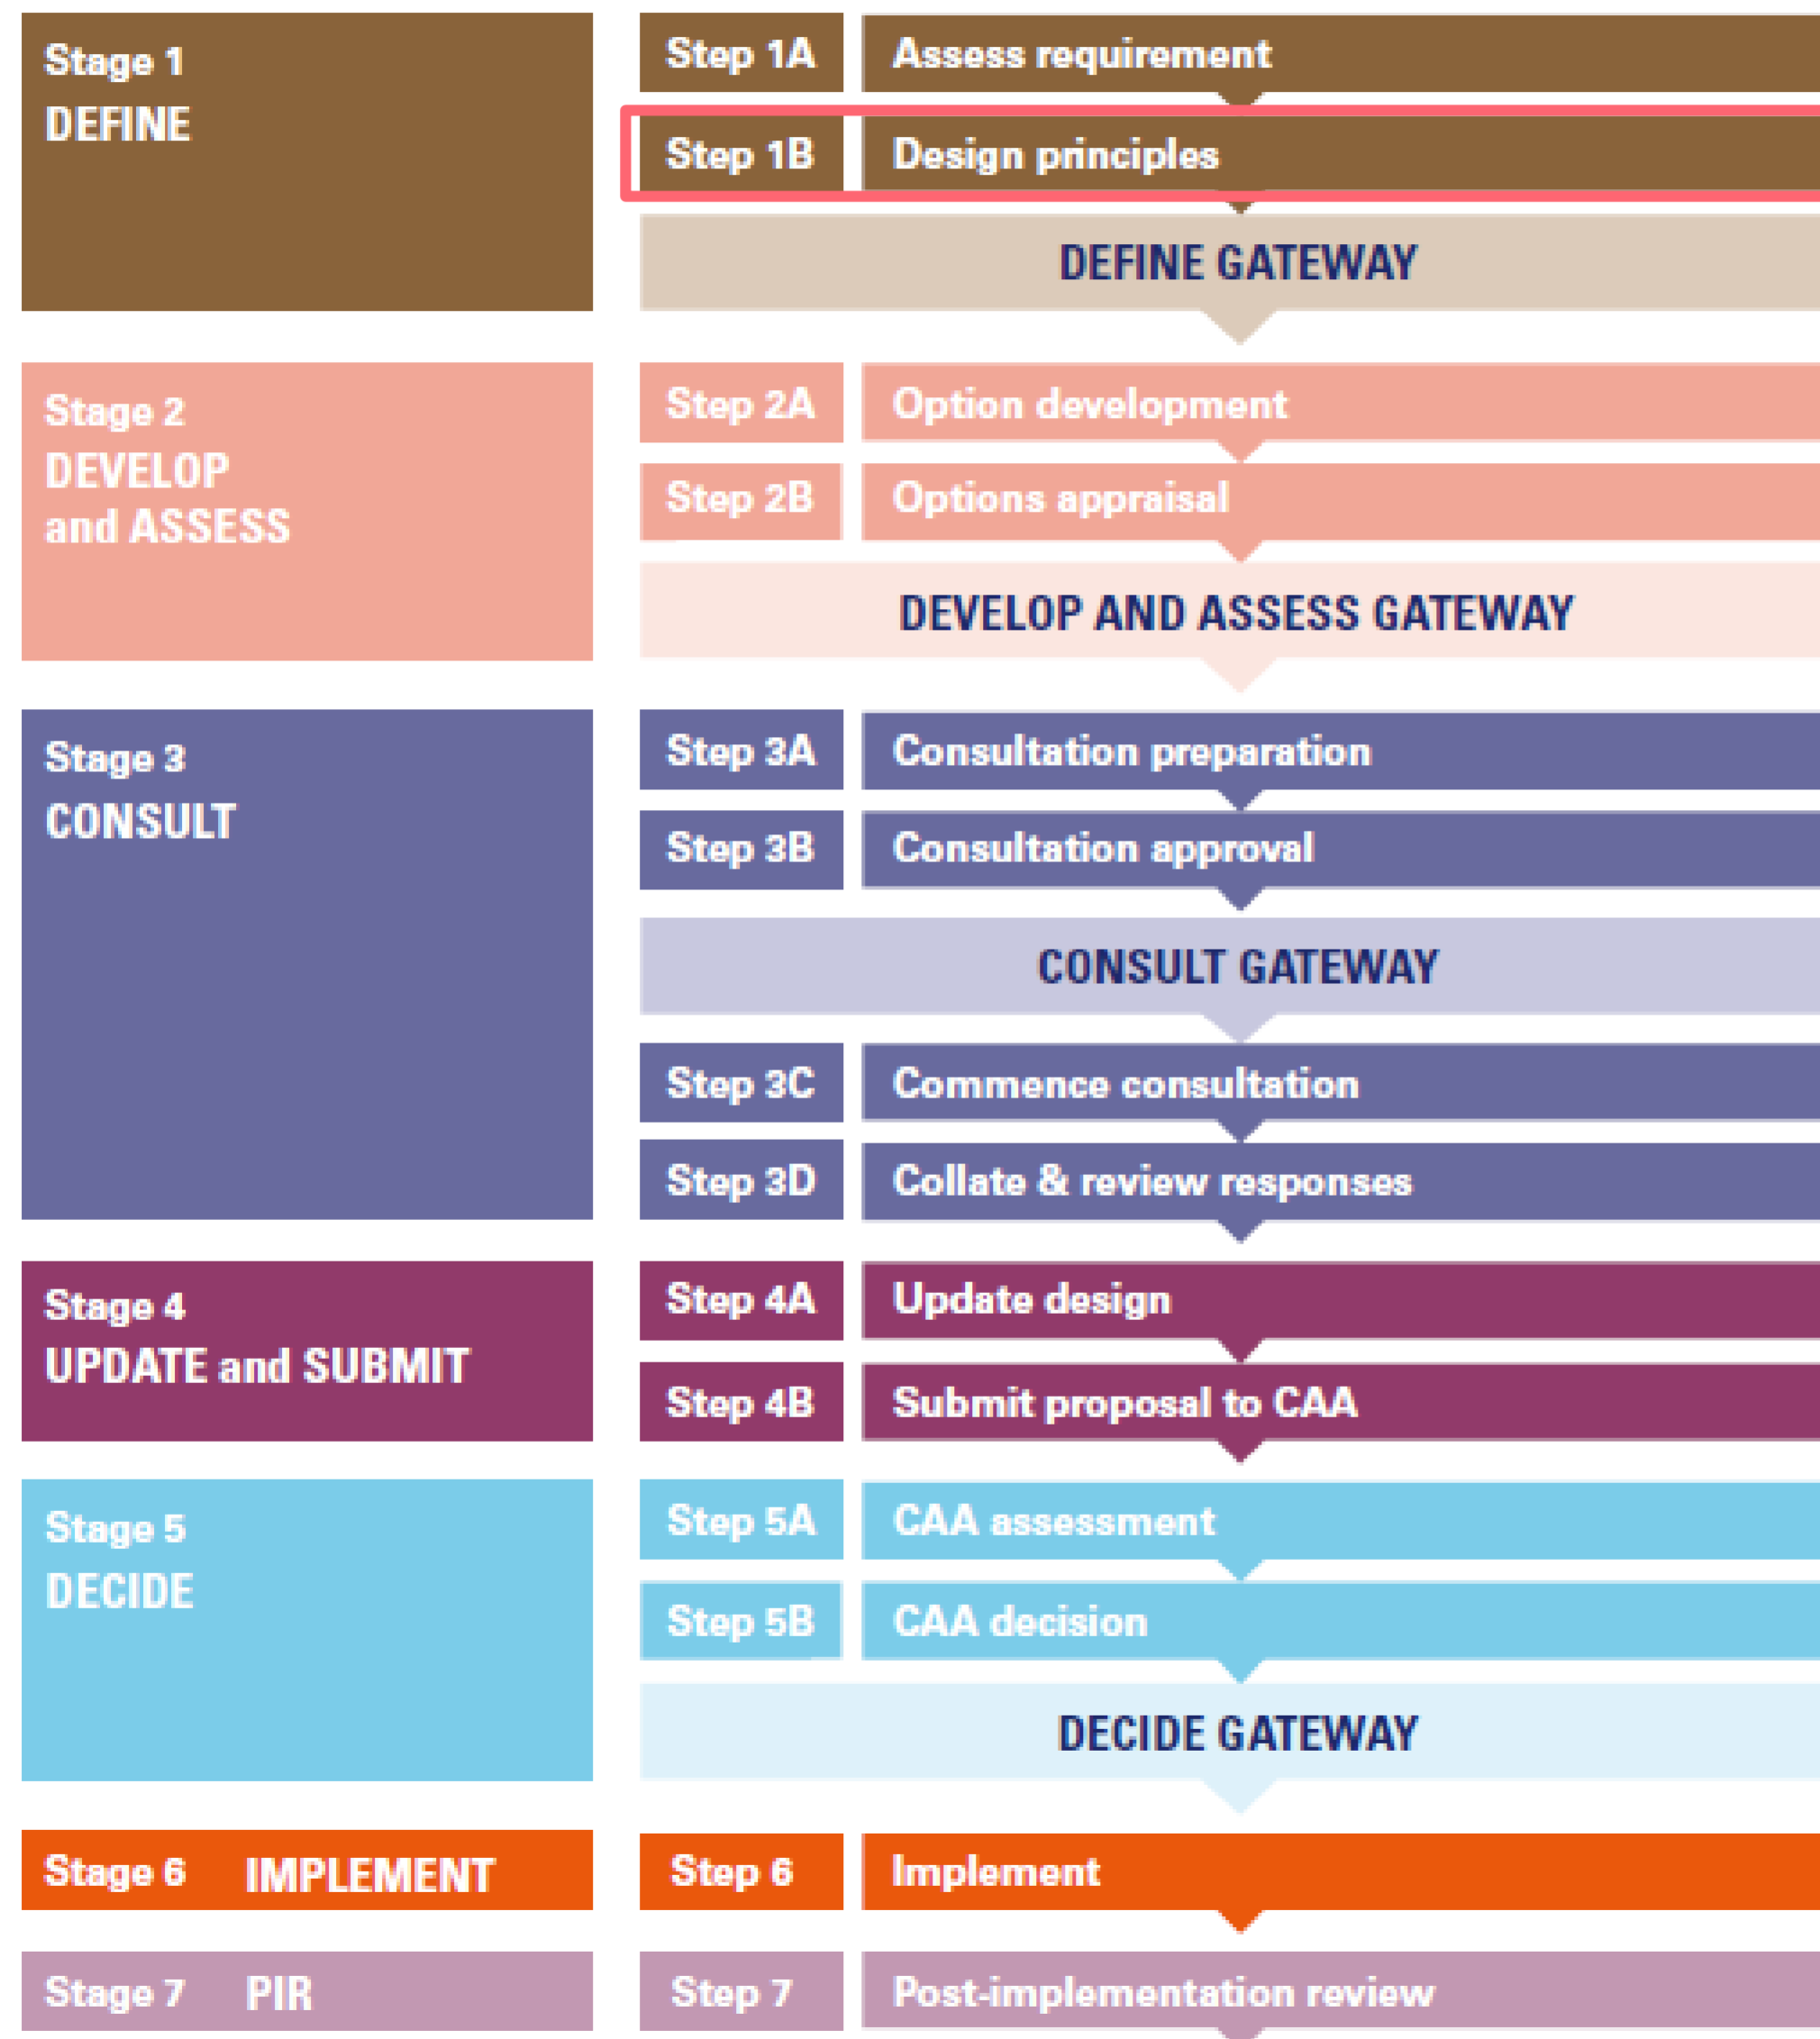 Stage 1
DEFINE
Step 1A Assess requirement
Step 1B Design principles
DEFINE GATEWAY
Stage 2
DEVELOP
and ASSESS
Step 2A Option development
Step 2B Options appraisal
DEVELOP AND ASSESS GATEWAY
Stage 3
CONSULT
Step 3A Consultation preparation
Step 3B Consultation approval
CONSULT GATEWAY
Step 3C Commence consultation
Step 3D Collate & review responses
Stage 4
UPDATE and SUBMIT
Step 4A Update design
Step 4B Submit proposal to CAA
Stage 5
DECIDE
Step 5A CAA assessment
Step 5B CAA decision
DECIDE GATEWAY
Stage 6 IMPLEMENT
Step 6 Implement
Stage 7 PIR
Step 7 Post-implementation review